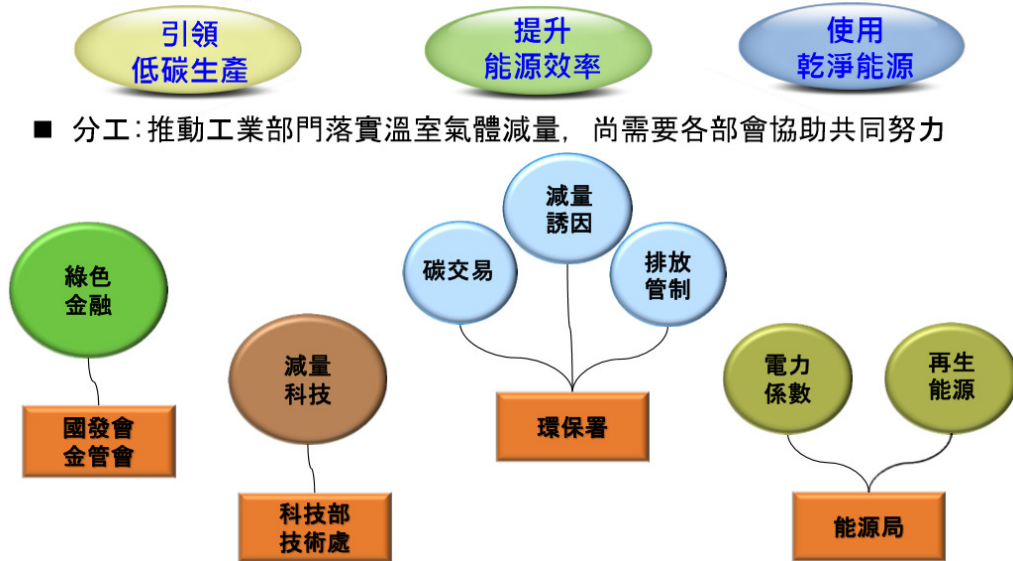 引領
低碳生產
提升
能源效率
使用
乾淨能源
■ 分工:推動工業部門落實溫室氣體減量，尚需要各部會協助共同努力
綠色
金融
國發會
金管會
減量
科技
科技部
技術處
碳交易
減量
誘因
排放
管制
環保署
電力
係數
再生
能源
能源局